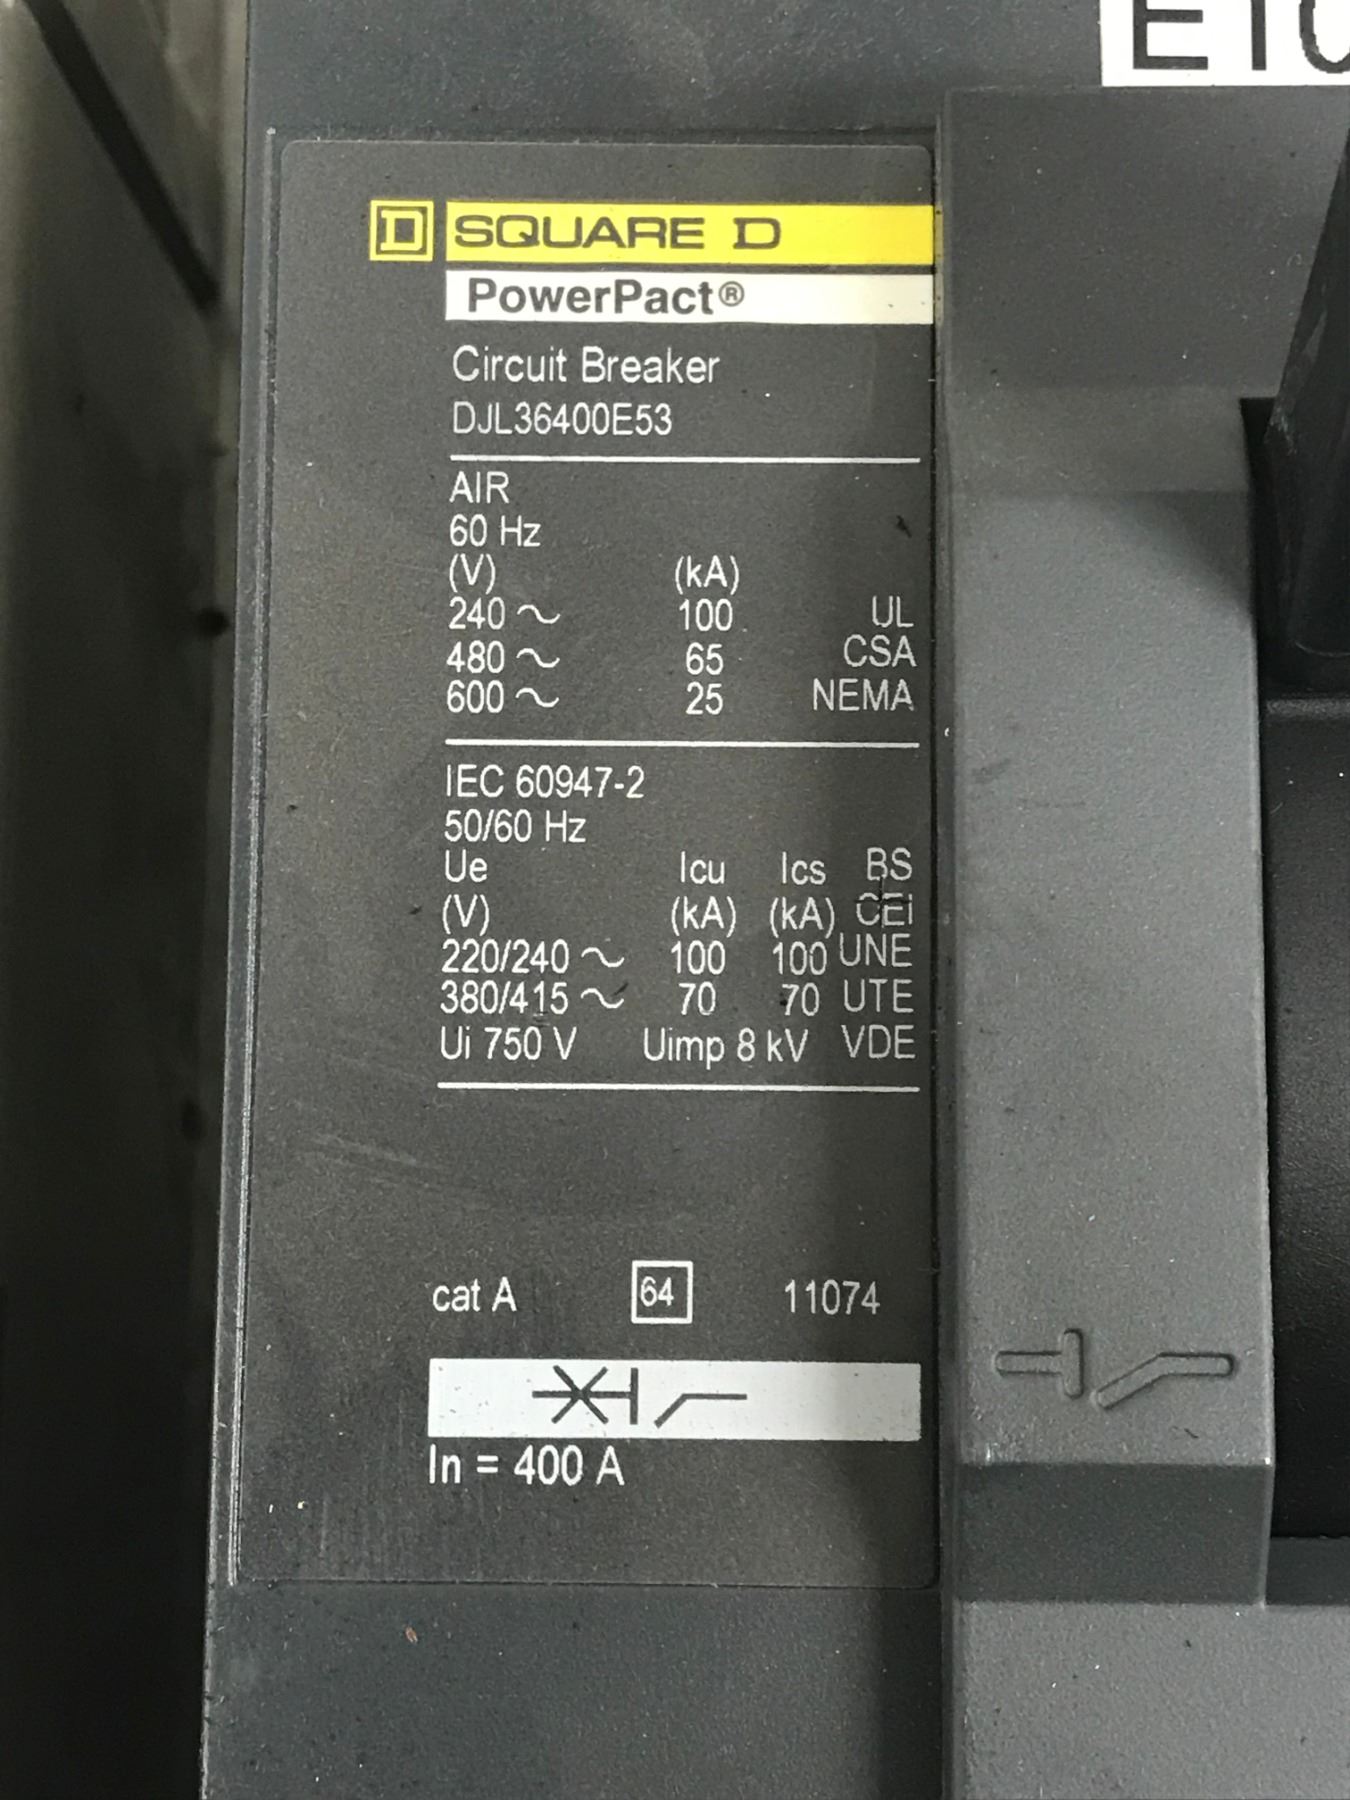 E10
D SQUARE D
PowerPact®
Circuit Breaker
DJL36400E53
AIR
60 Hz
(V) (kA)
240 ~ 100 UL
480 ~ 65 CSA
600 ~ 25 NEMA
IEC 60947-2
50/60 Hz
Ue Icu Ics BS
(V) (kA) (kA) CEI
220/240 ~ 100 100 UNE
380/415 ~ 70 70 UTE
Ui 750 V Uimp 8 kV VDE
cat A 64 11074
In = 400 A